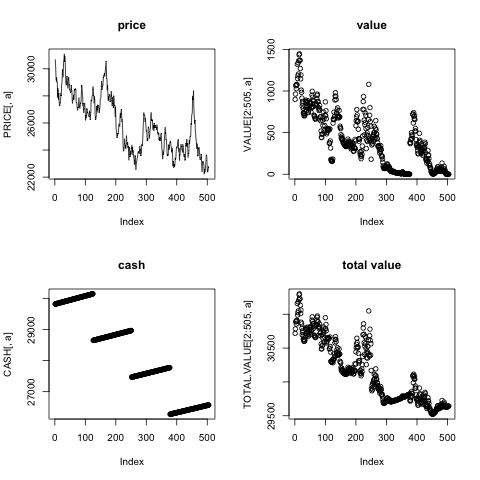 price
value
PRICE[, a]
22000
26000
30000
0
100
200
300
400
500
Index
VALUE[2:505, a]
0
500
1000
1500
0
100
200
300
400
500
Index
cash
total value
CASH[, a]
27000
29000
0
100
200
300
400
500
Index
TOTAL.VALUE[2:505, a]
29500
30500
0
100
200
300
400
500
Index